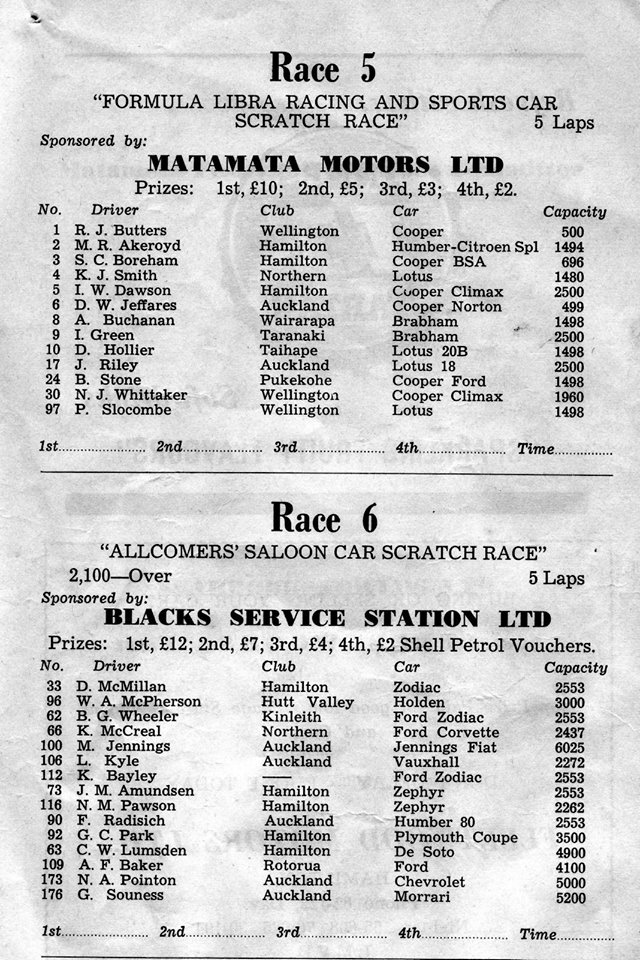 Race 5
“FORMULA LIBRA RACING AND SPORTS CAR
SCRATCH RACE” 5 Laps
Sponsored by:
MATAMATA MOTORS LTD
Prizes: 1st, £10; 2nd, £5; 3rd, £3; 4th, £2.
No. Driver Club Car Capacity
1 R. J. Butters Wellington Cooper 500
2 M. R. Akeroyd Hamilton Humber-Citroen Spl 1494
3 S. C. Boreham Hamilton Cooper BSA 696
4 K. J. Smith Northern Lotus 1480
5 I. W. Dawson Hamilton Cooper Climax 2500
6 D. W. Jeffares Auckland Cooper Norton 499
8 A. Buchanan Wairarapa Brabham 1498
9 I. Green Taranaki Brabham 2500
10 D. Hollier Taihape Lotus 20B 1498
17 J. Riley Auckland Lotus 18 2500
24 B. Stone Pukekohe Cooper Ford 1498
30 N. J. Whittaker Wellington Cooper Climax 1960
97 P. Slocombe Wellington Lotus 1498
1st.................... 2nd.................... 3rd.................... 4th.................... Time..............
Race 6
“ALLCOMERS’ SALOON CAR SCRATCH RACE”
2,100—Over 5 Laps
Sponsored by:
BLACKS SERVICE STATION LTD
Prizes: 1st, £12; 2nd, £7; 3rd, £4; 4th, £2 Shell Petrol Vouchers.
No. Driver Club Car Capacity
33 D. McMillan Hamilton Zodiac 2553
96 W. A. McPherson Hutt Valley Holden 3000
62 B. G. Wheeler Kinleith Ford Zodiac 2553
66 K. McCreal Northern Ford Corvette 2437
100 M. Jennings Auckland Jennings Fiat 6025
106 L. Kyle Auckland Vauxhall 2272
112 K. Bayley —— Ford Zodiac 2553
73 J. M. Amundsen Hamilton Zephyr 2553
116 N. M. Pawson Hamilton Zephyr 2262
90 F. Radisich Auckland Humber 80 2553
92 G. C. Park Hamilton Plymouth Coupe 3500
63 C. W. Lumsden Hamilton De Soto 4900
109 A. F. Baker Rotorua Ford 4100
173 N. A. Pointon Auckland Chevrolet 5000
176 G. Souness Auckland Morrari 5200
1st.................... 2nd.................... 3rd.................... 4th.................... Time..............